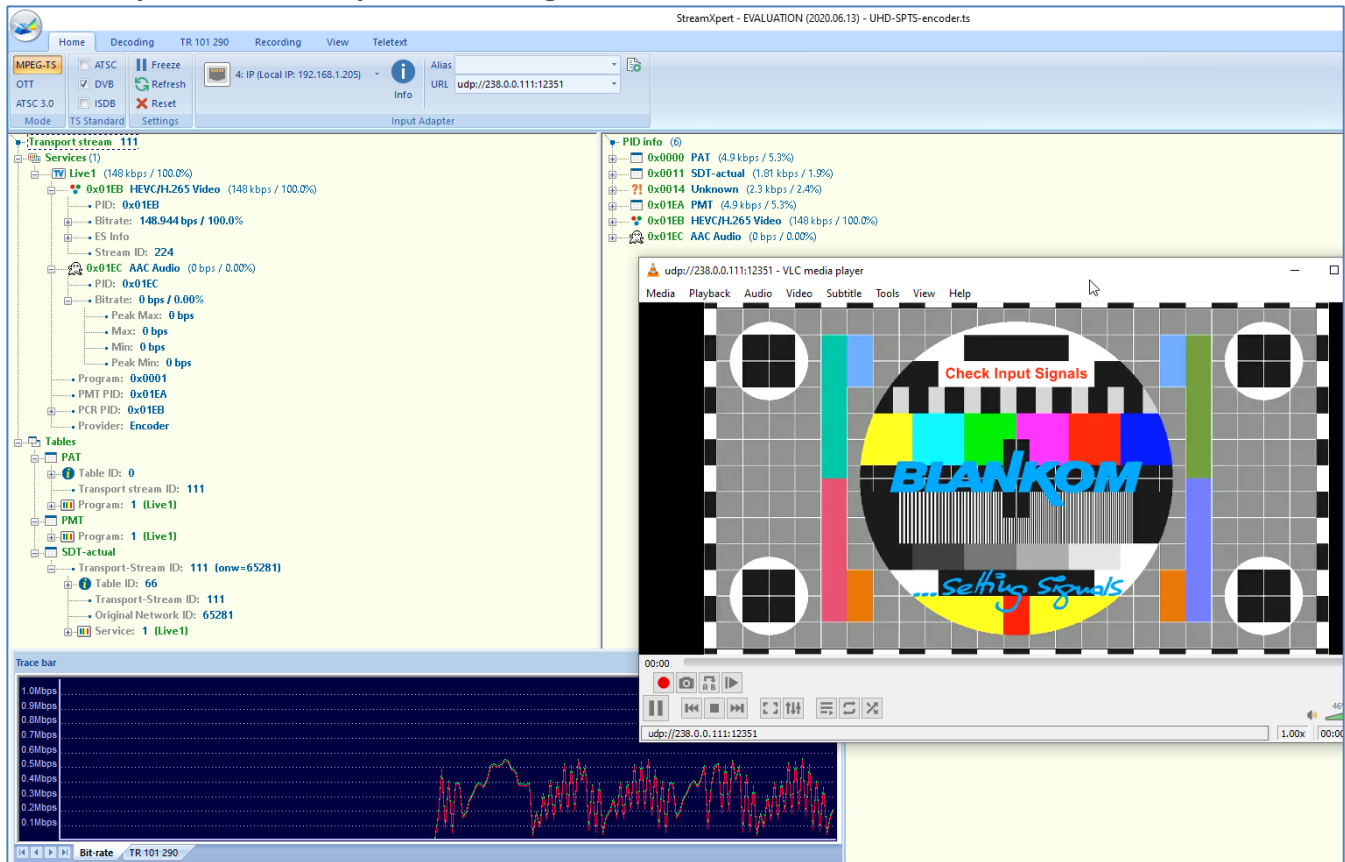 StreamXpert - EVALUATION (2020.06.13) - UHD-SPTS-encoder.ts
Home Decoding TR 101 290 Recording View Teletext
MPEG-TS
OTT
ATSC 3.0
Mode
ATSC
DVB
ISDB
TS Standard
Freeze
Refresh
Reset
Settings
4: IP (Local IP: 192.168.1.205)
Info
Alias
URL udp://238.0.0.111:12351
Input Adapter
Transport stream 111
Services (1)
TV Live1 (148 kbps / 100.0%)
0x01EB HEVC/H.265 Video (148 kbps / 100.0%)
PID: 0x01EB
Bitrate: 148.944 bps / 100.0%
ES Info
Stream ID: 224
0x01EC AAC Audio (0 bps / 0.00%)
PID: 0x01EC
Bitrate: 0 bps / 0.00%
Peak Max: 0 bps
Max: 0 bps
Min: 0 bps
Peak Min: 0 bps
Program: 0x0001
PMT PID: 0x01EA
PCR PID: 0x01EB
Provider: Encoder
Tables
PAT
Table ID: 0
Transport stream ID: 111
Program: 1 (Live1)
PMT
Program: 1 (Live1)
SDT-actual
Transport-Stream ID: 111 (onw=65281)
Table ID: 66
Transport-Stream ID: 111
Original Network ID: 65281
Service: 1 (Live1)
PID info (6)
0x0000 PAT (4.9 kbps / 5.3%)
0x0011 SDT-actual (1.81 kbps / 1.9%)
?! 0x0014 Unknown (2.3 kbps / 2.4%)
0x01EA PMT (4.9 kbps / 5.3%)
0x01EB HEVC/H.265 Video (148 kbps / 100.0%)
0x01EC AAC Audio (0 bps / 0.00%)
udp://238.0.0.111:12351 - VLC media player
Media Playback Audio Video Subtitle Tools View Help
Check Input Signals
BLANKOM
...Setting Signals
00:00
A B
46%
udp://238.0.0.111:12351
1.00x
Trace bar
1.0Mbps
0.9Mbps
0.8Mbps
0.7Mbps
0.6Mbps
0.5Mbps
0.4Mbps
0.3Mbps
0.2Mbps
0.1Mbps
Bit-rate TR 101 290